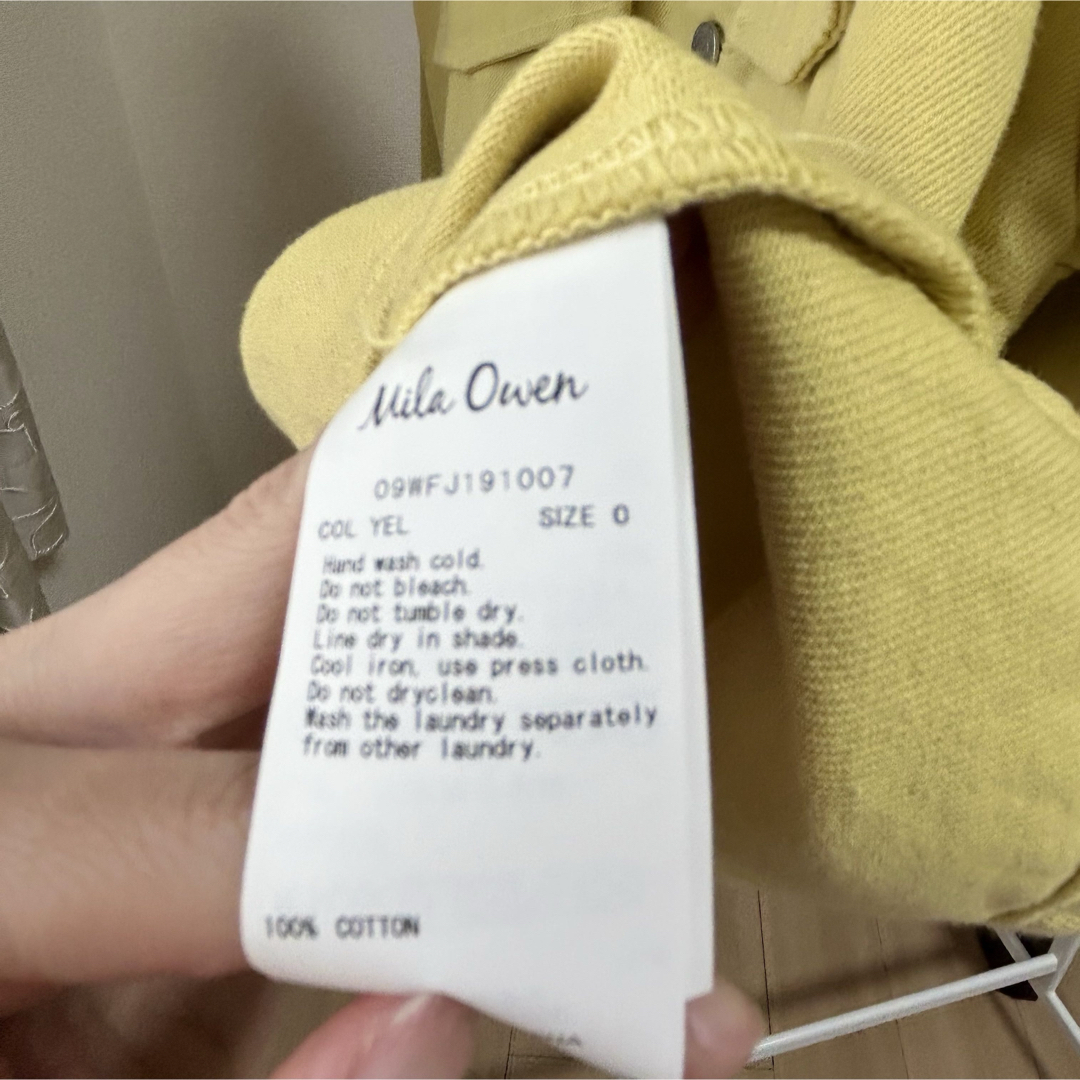 Mila Owen
09WFJ191007
COL YEL SIZE 0
Hand wash cold.
Do not bleach.
Do not tumble dry.
Line dry in shade.
Cool iron, use press cloth.
Do not dryclean.
Wash the laundry separately
from other laundry.
100% COTTON